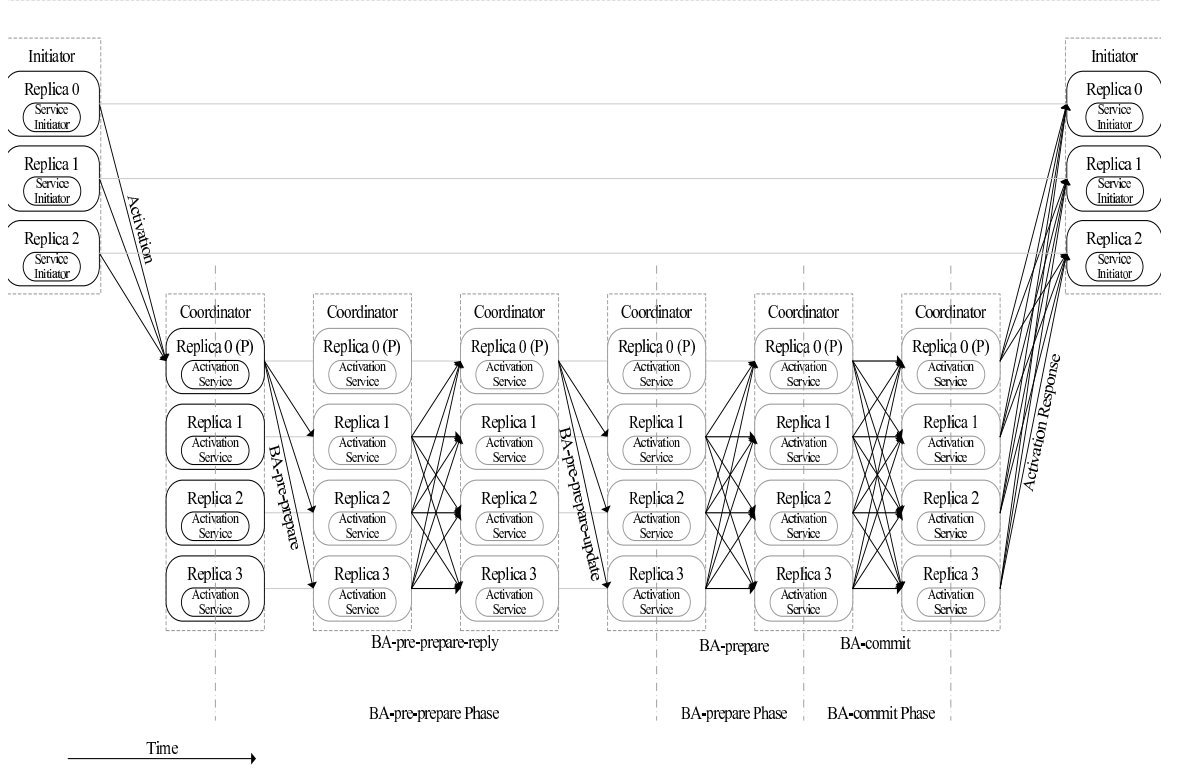 Initiator
Replica 0
Service
Initiator
Replica 1
Service
Initiator
Replica 2
Service
Initiator
Activation
Initiator
Replica 0
Service
Initiator
Replica 1
Service
Initiator
Replica 2
Service
Initiator
Coordinator
Replica 0 (P)
Activation
Service
Replica 1
Activation
Service
Replica 2
Activation
Service
Replica 3
Activation
Service
BA-pre-prepare
Coordinator
Replica 0 (P)
Activation
Service
Replica 1
Activation
Service
Replica 2
Activation
Service
Replica 3
Activation
Service
BA-pre-prepare-reply
Coordinator
Replica 0 (P)
Activation
Service
Replica 1
Activation
Service
Replica 2
Activation
Service
Replica 3
Activation
Service
BA-pre-prepare-update
Coordinator
Replica 0 (P)
Activation
Service
Replica 1
Activation
Service
Replica 2
Activation
Service
Replica 3
Activation
Service
BA-prepare
Coordinator
Replica 0 (P)
Activation
Service
Replica 1
Activation
Service
Replica 2
Activation
Service
Replica 3
Activation
Service
BA-commit
Coordinator
Replica 0 (P)
Activation
Service
Replica 1
Activation
Service
Replica 2
Activation
Service
Replica 3
Activation
Service
Activation Response
BA-pre-prepare Phase
BA-prepare Phase
BA-commit Phase
Time